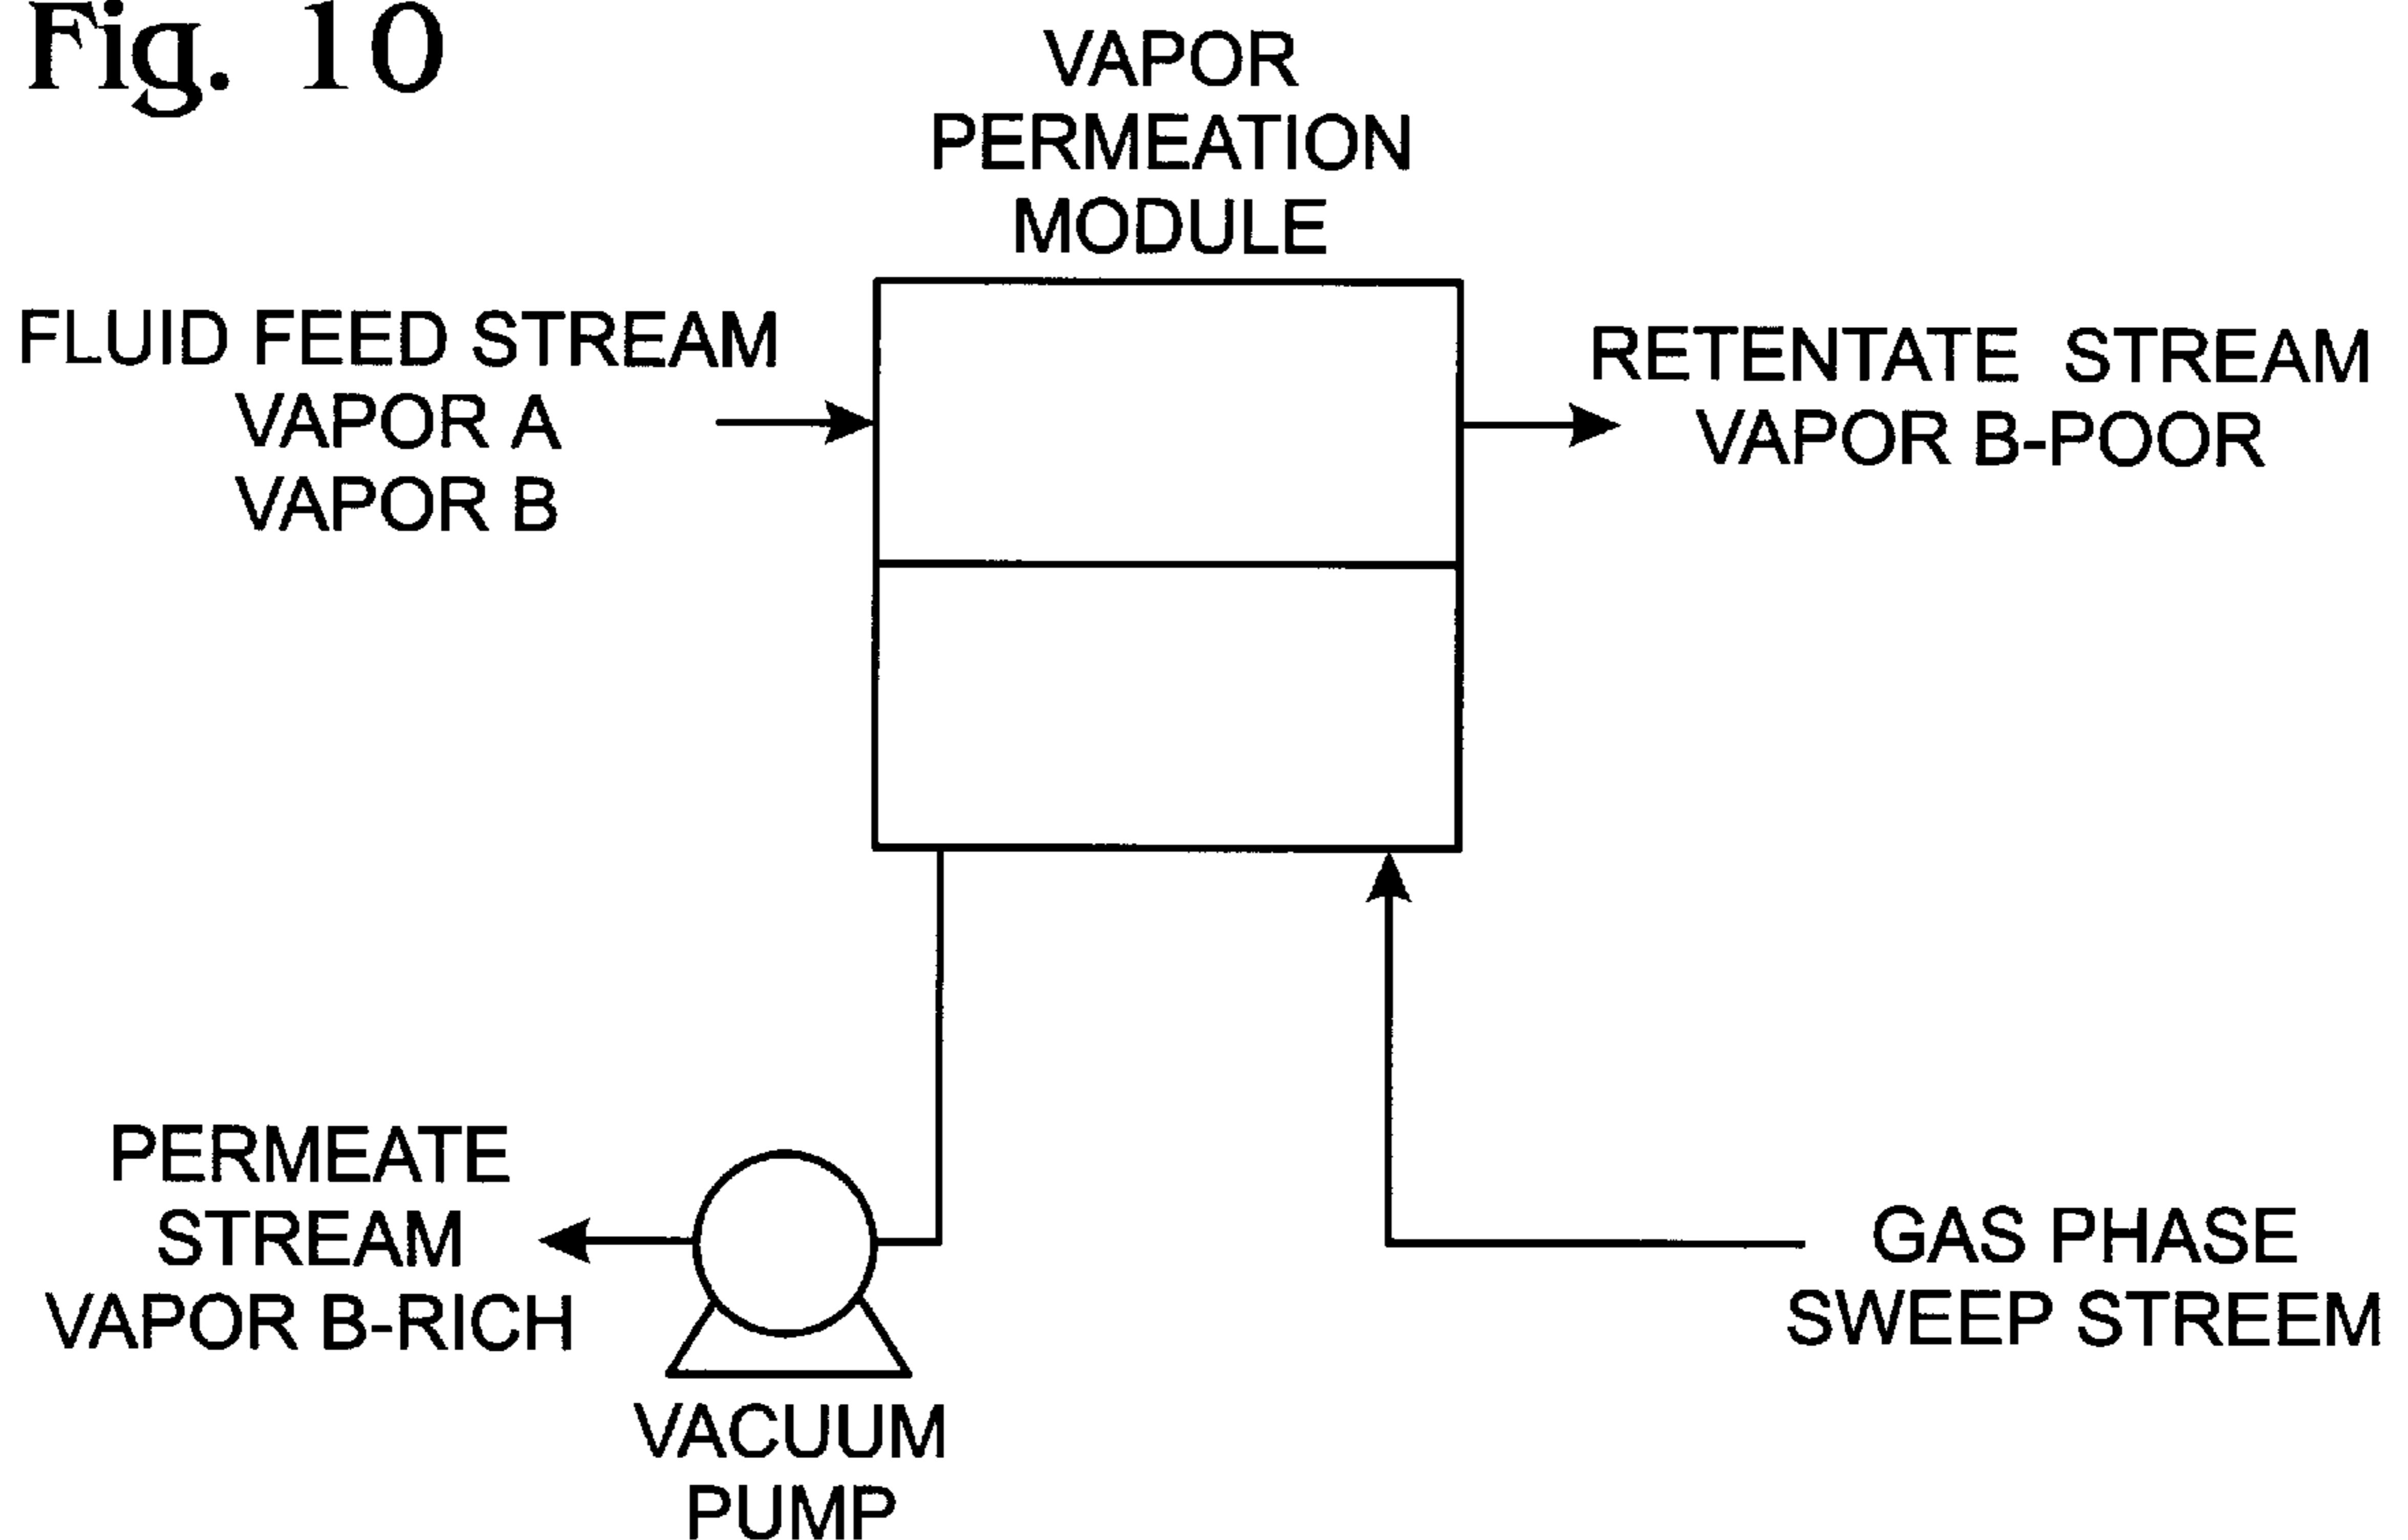 Fig. 10
VAPOR
PERMEATION
MODULE
FLUID FEED STREAM
VAPOR A
VAPOR B
RETENTATE STREAM
VAPOR B-POOR
PERMEATE
STREAM
VAPOR B-RICH
VACUUM
PUMP
GAS PHASE
SWEEP STREEM